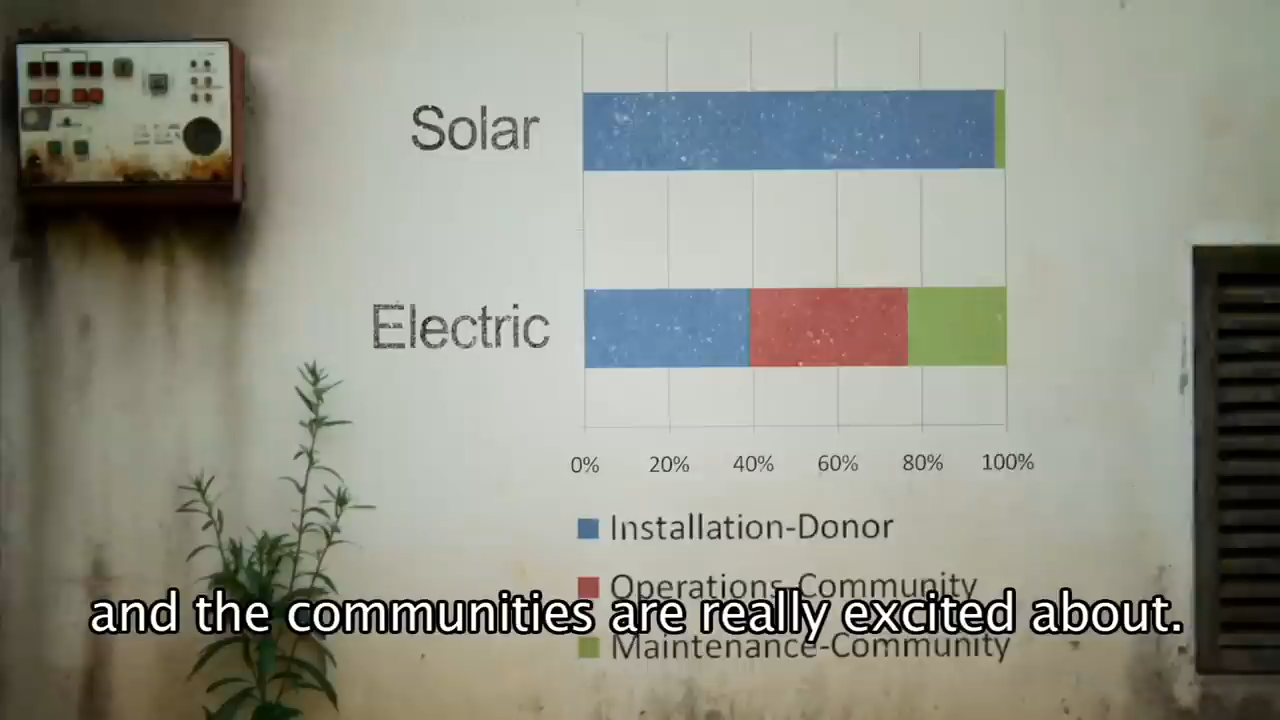 Solar
Electric
0% 20% 40% 60% 80% 100%
Installation-Donor
Operations-Community
and the communities are really excited about.
Maintenance-Community